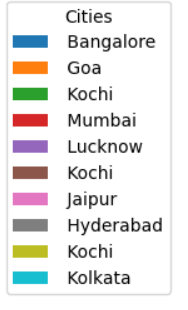 Cities
Bangalore
Goa
Kochi
Mumbai
Lucknow
Kochi
Jaipur
Hyderabad
Kochi
Kolkata